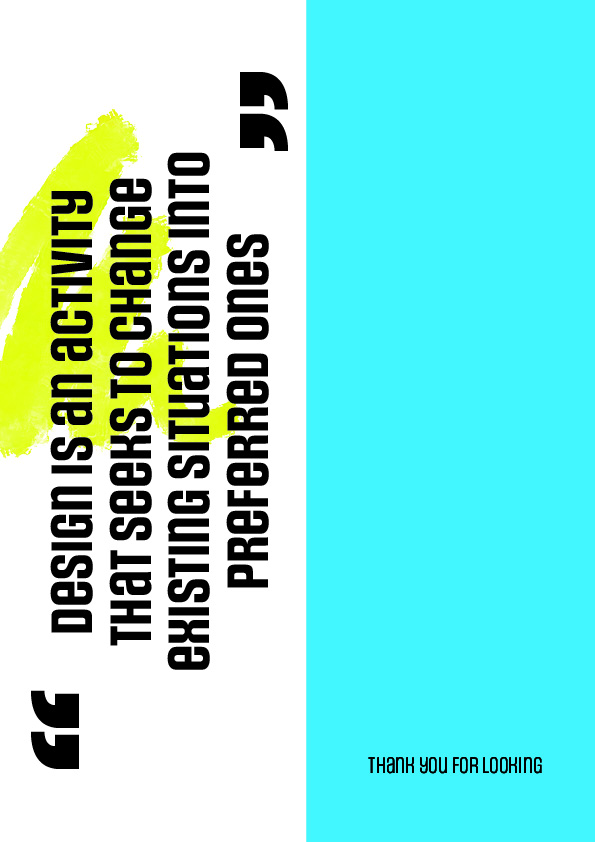 “
DESIGN IS an aCTIVITY
THaT SeeKS TO CHanGe
eXISTING SITUaTIONS INTO
PReFeRReD ONeS
”
THanK YOU FOR LOOKING